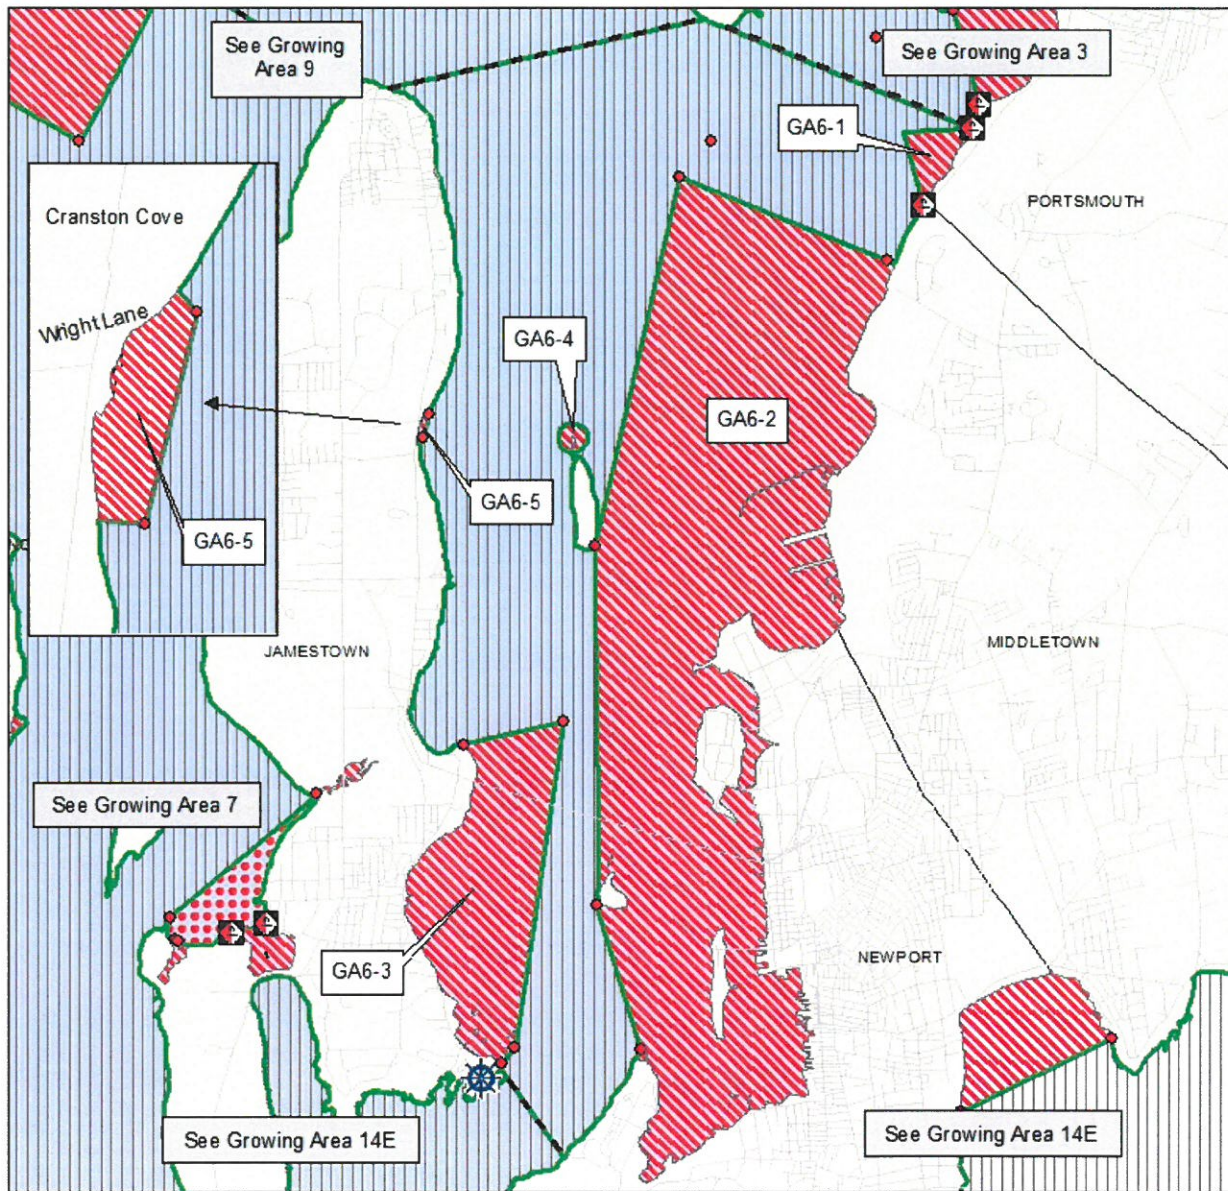 See Growing
Area 9
See Growing Area 3
GA6-1
PORTSMOUTH
Cranston Cove
Wright Lane
GA6-4
GA6-2
GA6-5
GA6-5
JAMESTOWN
MIDDLETOWN
See Growing Area 7
GA6-3
NEWPORT
See Growing Area 14E
See Growing Area 14E